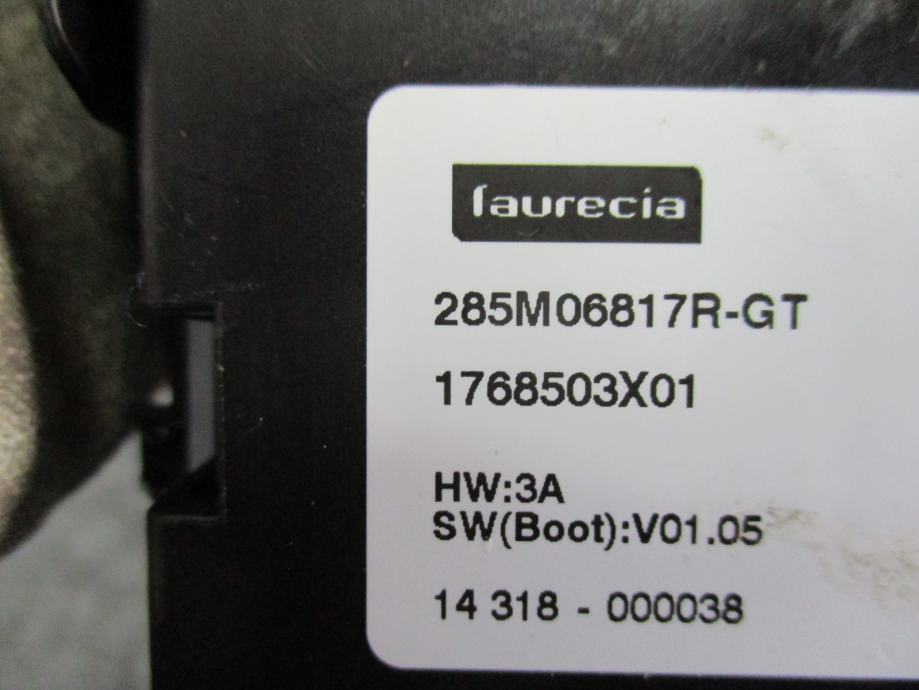 faurecia
285M06817R-GT
1768503X01
HW:3A
SW(Boot):V01.05
14 318 - 000038